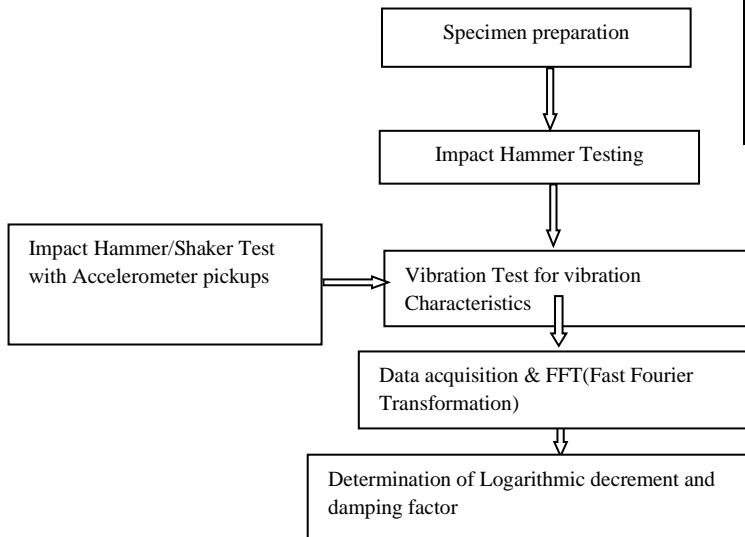 Specimen preparation
Impact Hammer Testing
Impact Hammer/Shaker Test
with Accelerometer pickups
Vibration Test for vibration
Characteristics
Data acquisition & FFT(Fast Fourier
Transformation)
Determination of Logarithmic decrement and
damping factor